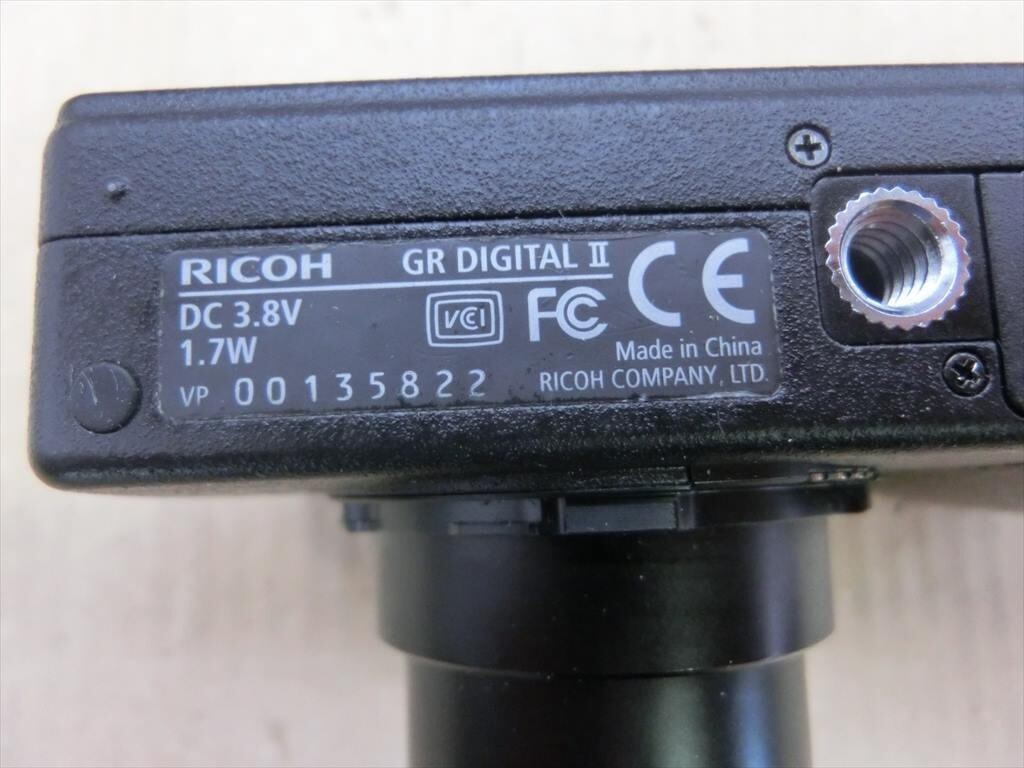 RICOH GR DIGITAL II
DC 3.8V
1.7W
VCCI FC CE
Made in China
VP 00135822 RICOH COMPANY, LTD.